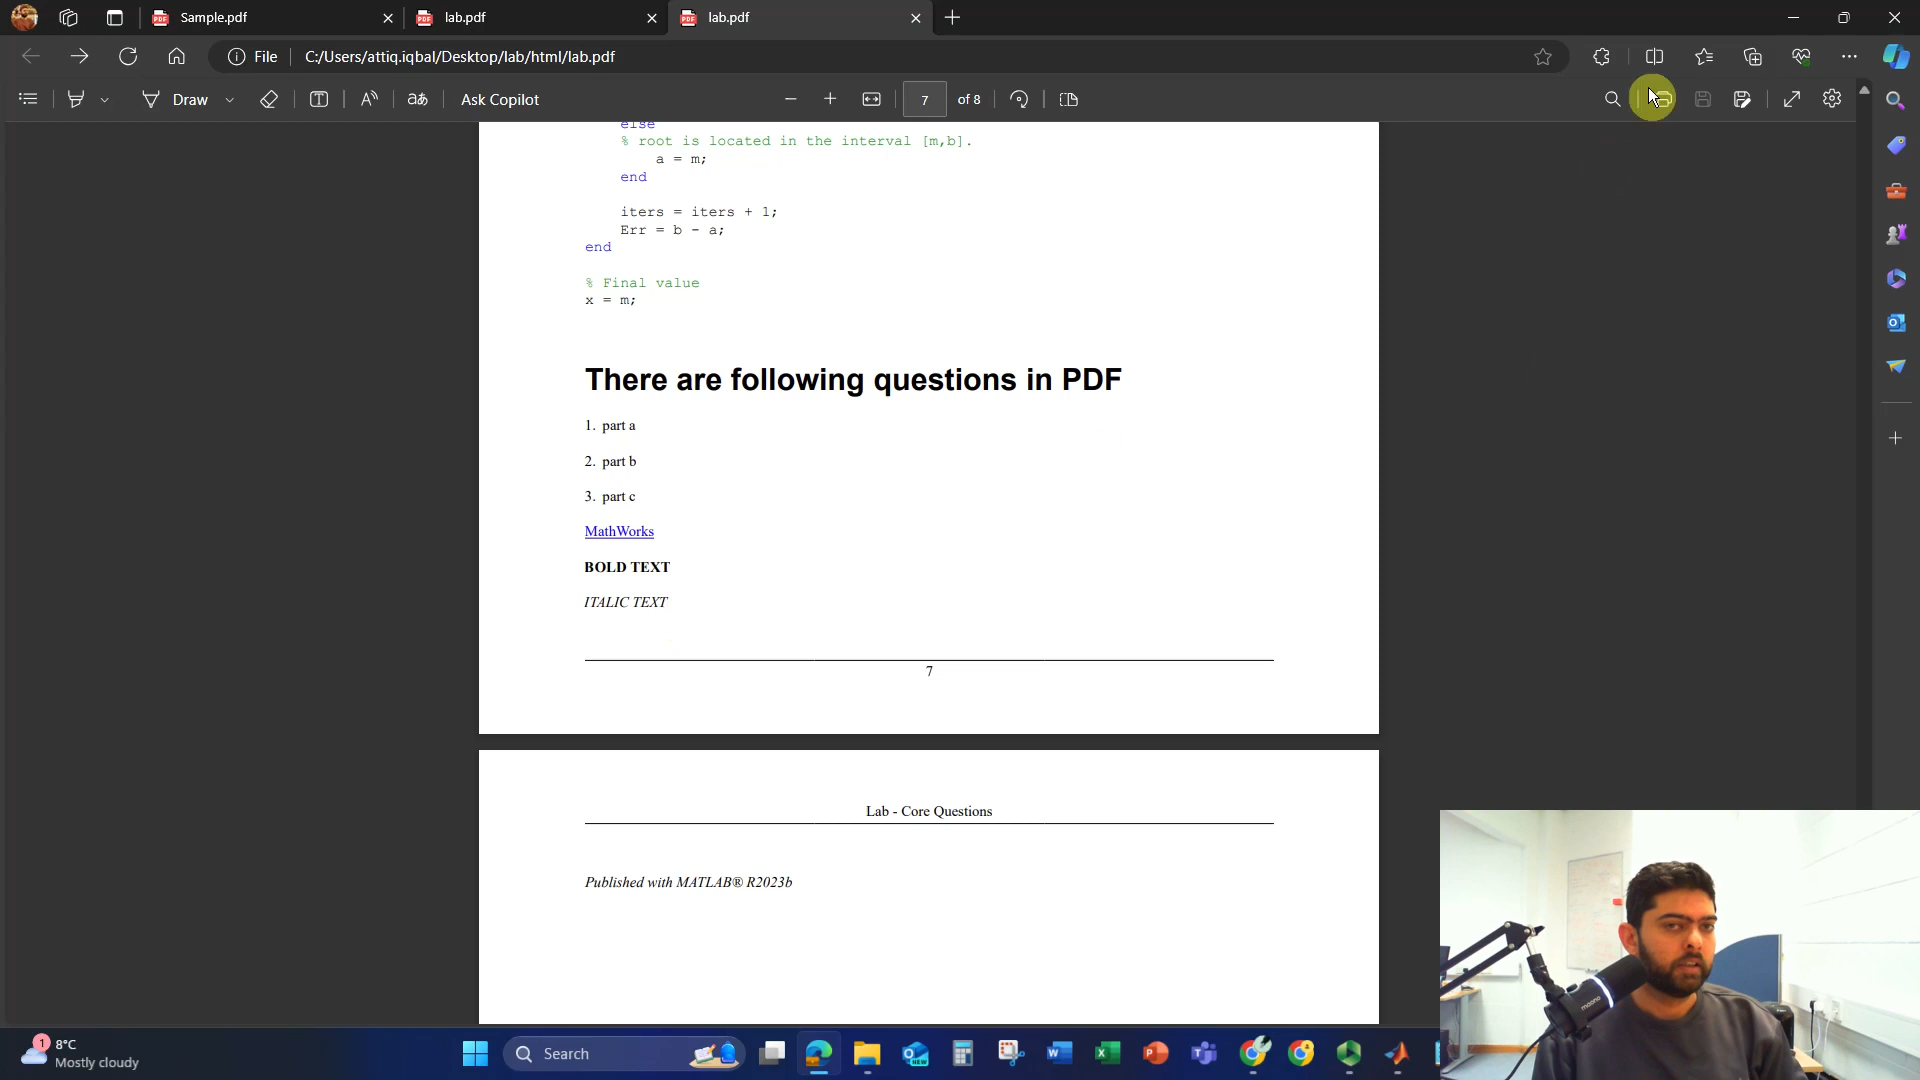 Sample.pdf
lab.pdf
lab.pdf
File
C:/Users/attiq.iqbal/Desktop/lab/html/lab.pdf
Draw
aあ
Ask Copilot
7
of 8
else
% root is located in the interval [m,b].
a = m;
end
iters = iters + 1;
Err = b - a;
end
% Final value
x = m;
There are following questions in PDF
1. part a
2. part b
3. part c
MathWorks
BOLD TEXT
ITALIC TEXT
7
Lab - Core Questions
Published with MATLAB® R2023b
1
8°C
Mostly cloudy
Search